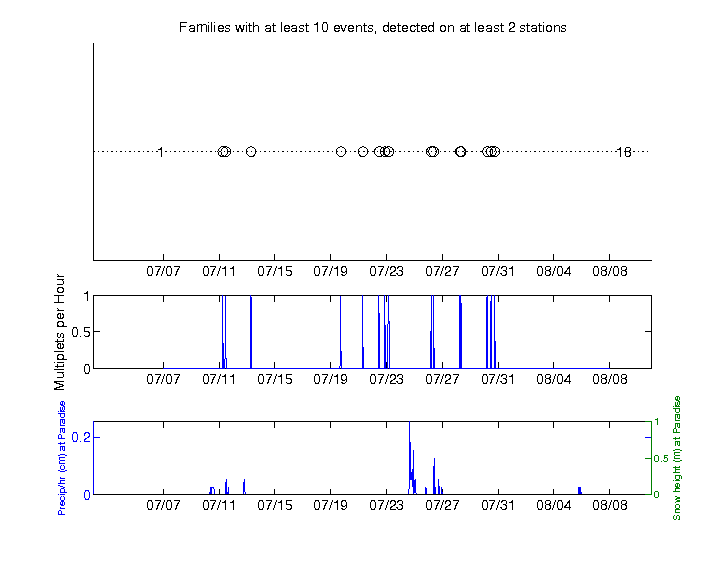 Families with at least 10 events, detected on at least 2 stations
1 16
07/07 07/11 07/15 07/19 07/23 07/27 07/31 08/04 08/08
Multiplets per Hour
1
0.5
0
07/07 07/11 07/15 07/19 07/23 07/27 07/31 08/04 08/08
Precip/hr (cm) at Paradise
0.2
0
1
0.5
0
Snow height (m) at Paradise
07/07 07/11 07/15 07/19 07/23 07/27 07/31 08/04 08/08